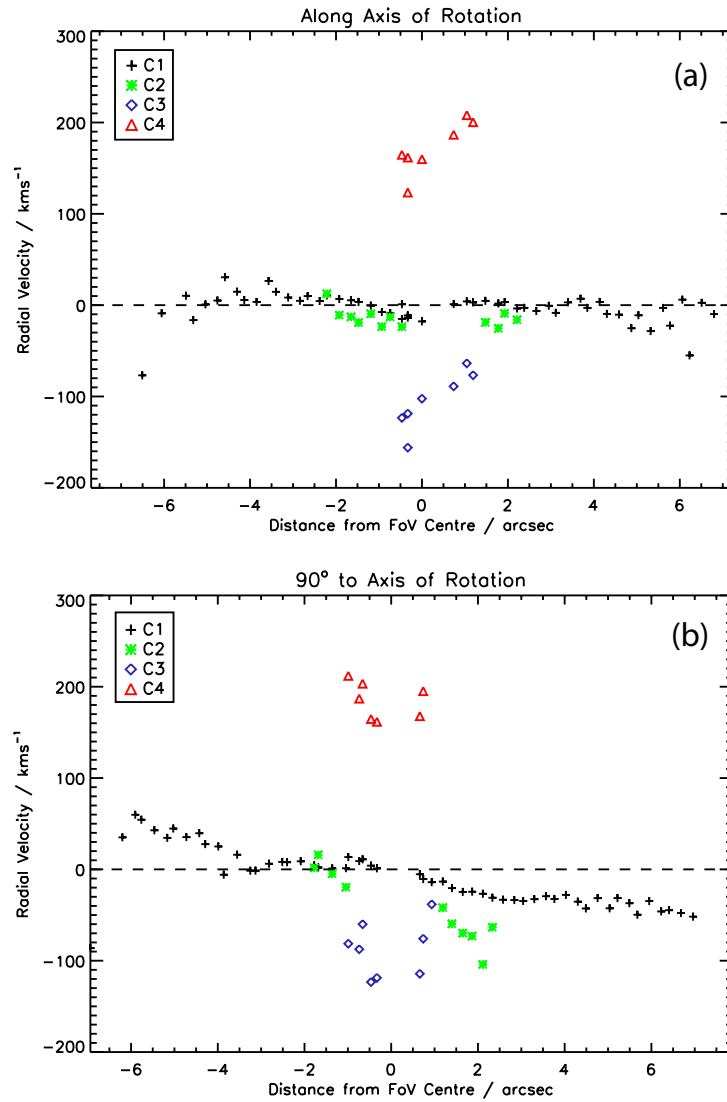 Along Axis of Rotation
(a)
C1
C2
C3
C4
300
200
100
0
-100
-200
Radial Velocity / kms⁻¹
-6 -4 -2 0 2 4 6
Distance from FoV Centre / arcsec
90° to Axis of Rotation
(b)
C1
C2
C3
C4
300
200
100
0
-100
-200
Radial Velocity / kms⁻¹
-6 -4 -2 0 2 4 6
Distance from FoV Centre / arcsec